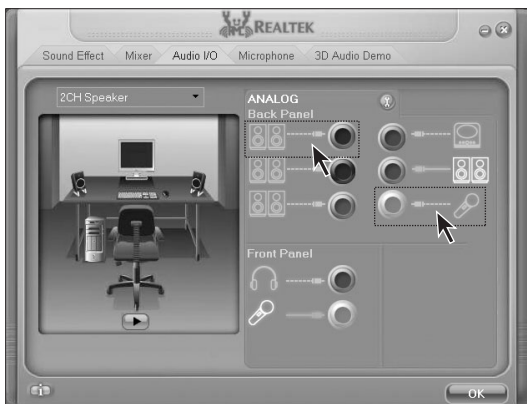 REALTEK
Sound Effect Mixer Audio I/O Microphone 3D Audio Demo
2CH Speaker
ANALOG
Back Panel
Front Panel
OK